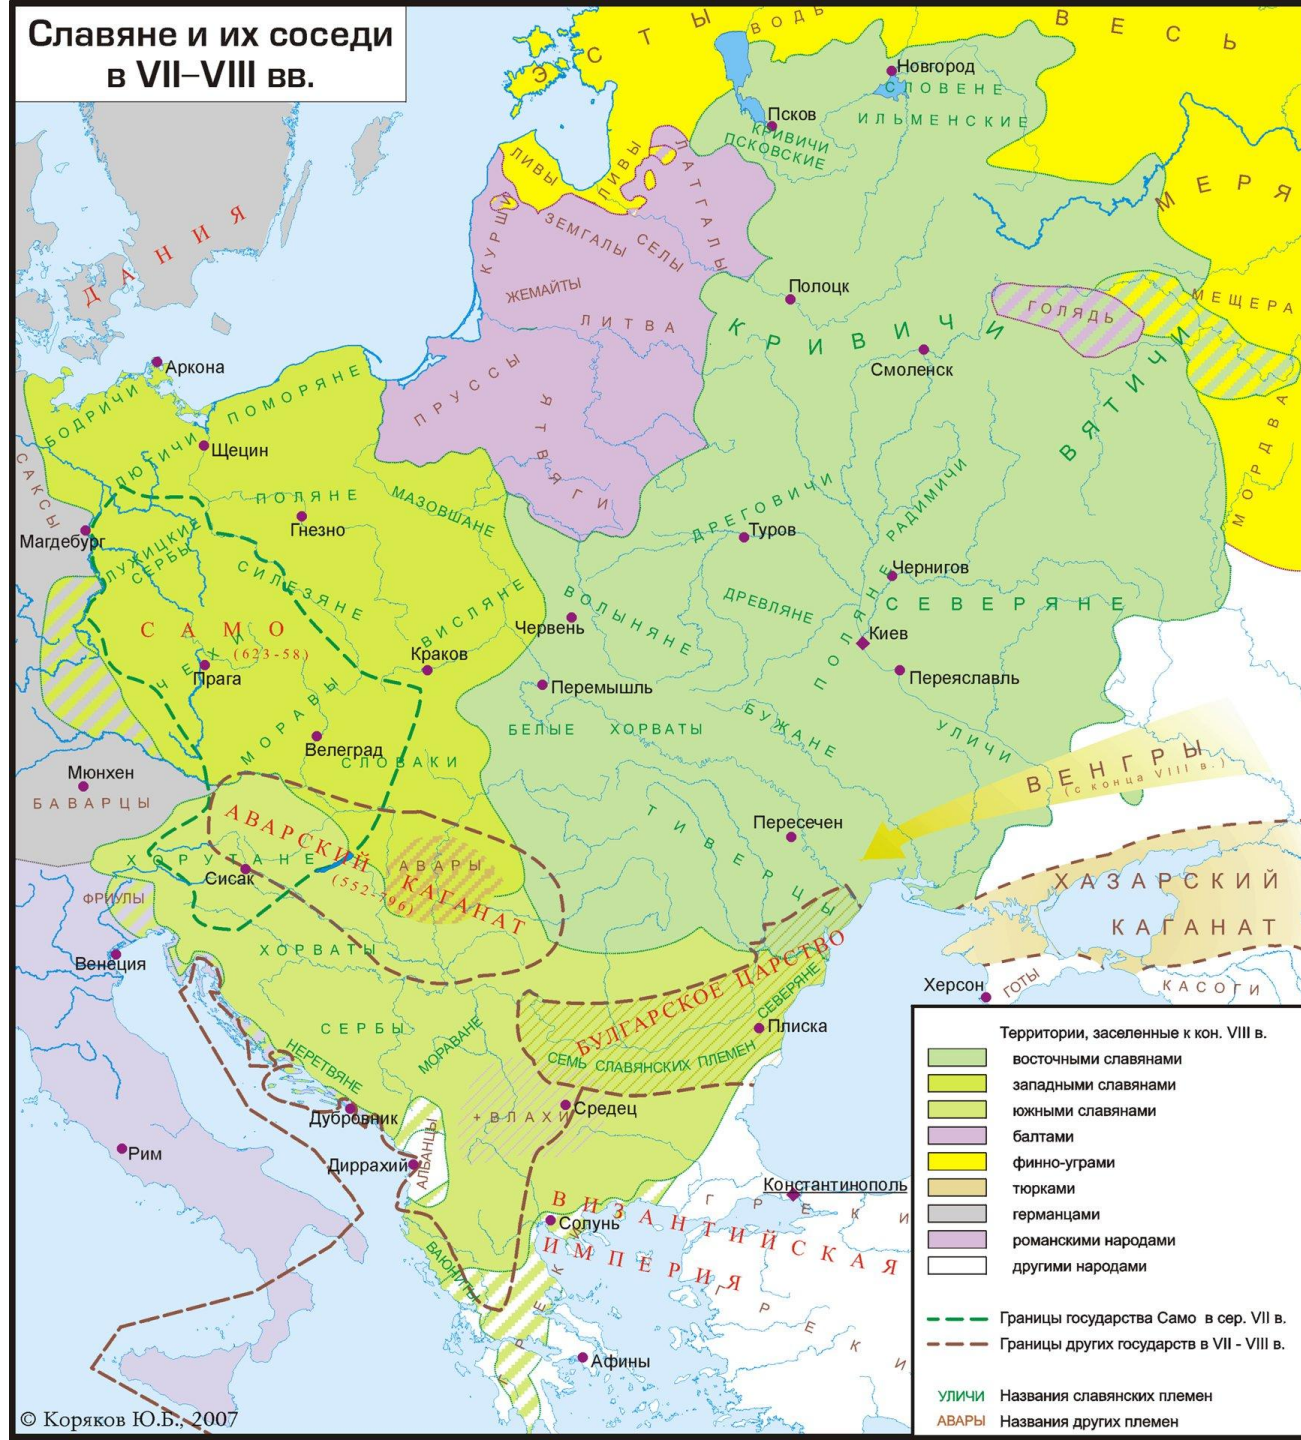 Славяне и их соседи
в VII–VIII вв.
ЭСТЫ
ВОДЬ
ВЕСЬ
Новгород
СЛОВЕНЕ
ИЛЬМЕНСКИЕ
Псков
КРИВИЧИ
ПСКОВСКИЕ
ЛИВЫ
ЛИВЫ
ЛАТГАЛЫ
МЕРЯ
КУРШИ
ЗЕМГАЛЫ
СЕЛЫ
ДАНИЯ
ЖЕМАЙТЫ
ЛИТВА
Полоцк
КРИВИЧИ
ГОЛЯДЬ
МЕЩЕРА
Смоленск
ВЯТИЧИ
Аркона
БОДРИЧИ
ПОМОРЯНЕ
ПРУССЫ
ЯТВЯГИ
МОРДВА
ЛЮТИЧИ
Щецин
САКСЫ
ПОЛЯНЕ
МАЗОВШАНЕ
Гнезно
Магдебург
ЛУЖИЦКИЕ
СЕРБЫ
СИЛЕЗЯНЕ
ДРЕГОВИЧИ
РАДИМИЧИ
Туров
Чернигов
ВИСЛЯНЕ
ВОЛЫНЯНЕ
ДРЕВЛЯНЕ
СЕВЕРЯНЕ
САМО
(623-58)
Червень
ПОЛЯНЕ
Киев
ЧЕХИ
Прага
Краков
Перемышль
Переяславль
МОРАВЫ
Велеград
СЛОВАКИ
БЕЛЫЕ ХОРВАТЫ
БУЖАНЕ
УЛИЧИ
ВЕНГРЫ
(с конца VIII в.)
Мюнхен
БАВАРЦЫ
АВАРСКИЙ
КАГАНАТ
(552-796)
АВАРЫ
ТИВЕРЦЫ
Пересечен
ХОРУТАНЕ
Сисак
ФРИУЛЫ
ХАЗАРСКИЙ
КАГАНАТ
Венеция
ХОРВАТЫ
БУЛГАРСКОЕ ЦАРСТВО
СЕВЕРЯНЕ
Херсон
ГОТЫ
КАСОГИ
СЕРБЫ
МОРАВАНЕ
Плиска
СЕМЬ СЛАВЯНСКИХ ПЛЕМЕН
НЕРЕТВЯНЕ
Дубровник
+ ВЛАХИ
Средец
АЛБАНЦЫ
Рим
Диррахий
Константинополь
ГРЕКИ
ВИЗАНТИЙСКАЯ
ИМПЕРИЯ
Солунь
ВАЮНИТЫ
ГРЕКИ
ГРЕКИ
Афины
Территории, заселенные к кон. VIII в.
восточными славянами
западными славянами
южными славянами
балтами
финно-уграми
тюрками
германцами
романскими народами
другими народами
Границы государства Само в сер. VII в.
Границы других государств в VII - VIII в.
УЛИЧИ Названия славянских племен
АВАРЫ Названия других племен
© Коряков Ю.Б., 2007